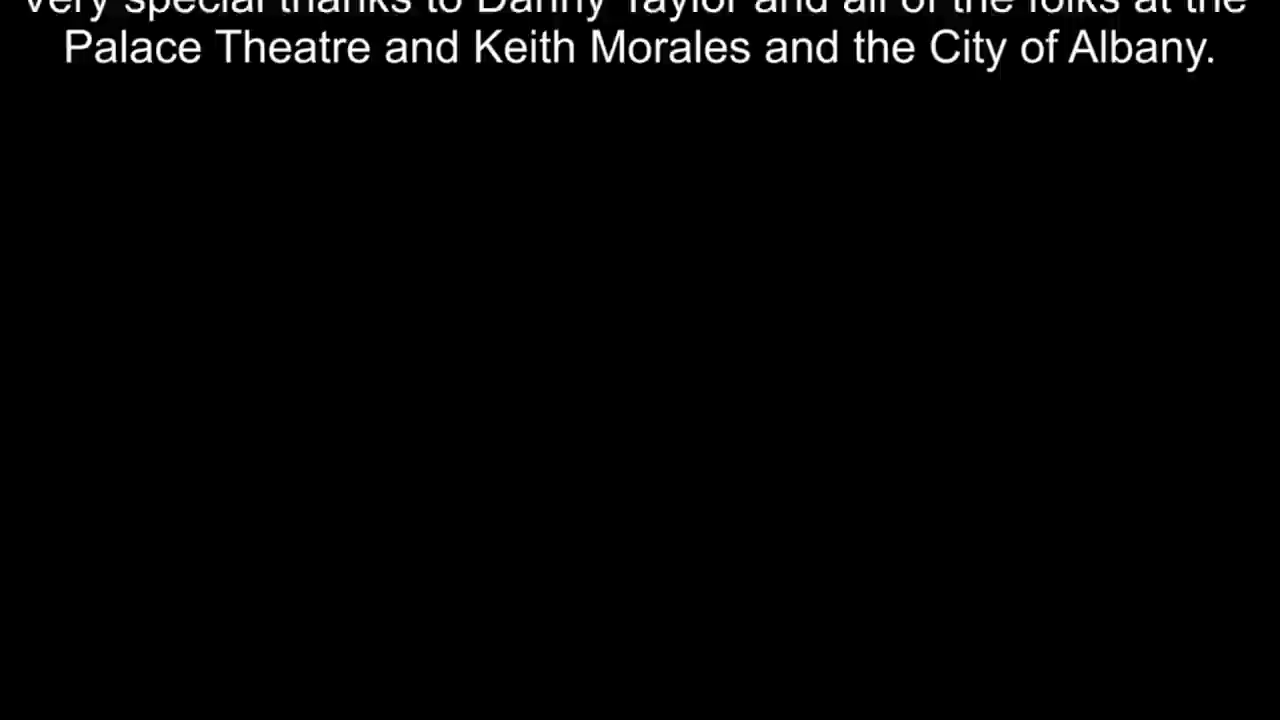 very special thanks to Danny Taylor and all of the folks at the
Palace Theatre and Keith Morales and the City of Albany.